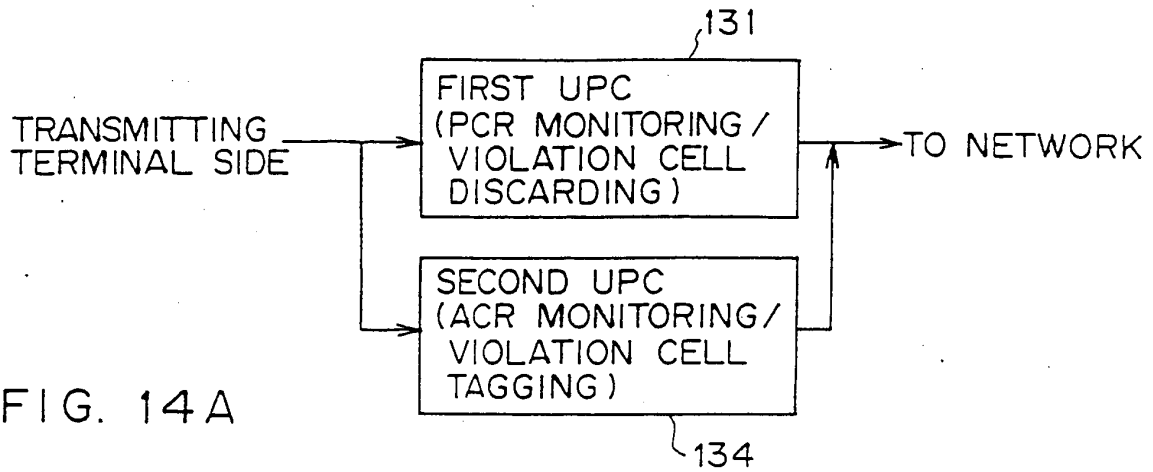 131
FIRST UPC
(PCR MONITORING/
VIOLATION CELL
DISCARDING)
TRANSMITTING
TERMINAL SIDE
TO NETWORK
SECOND UPC
(ACR MONITORING/
VIOLATION CELL
TAGGING)
134
FIG. 14A